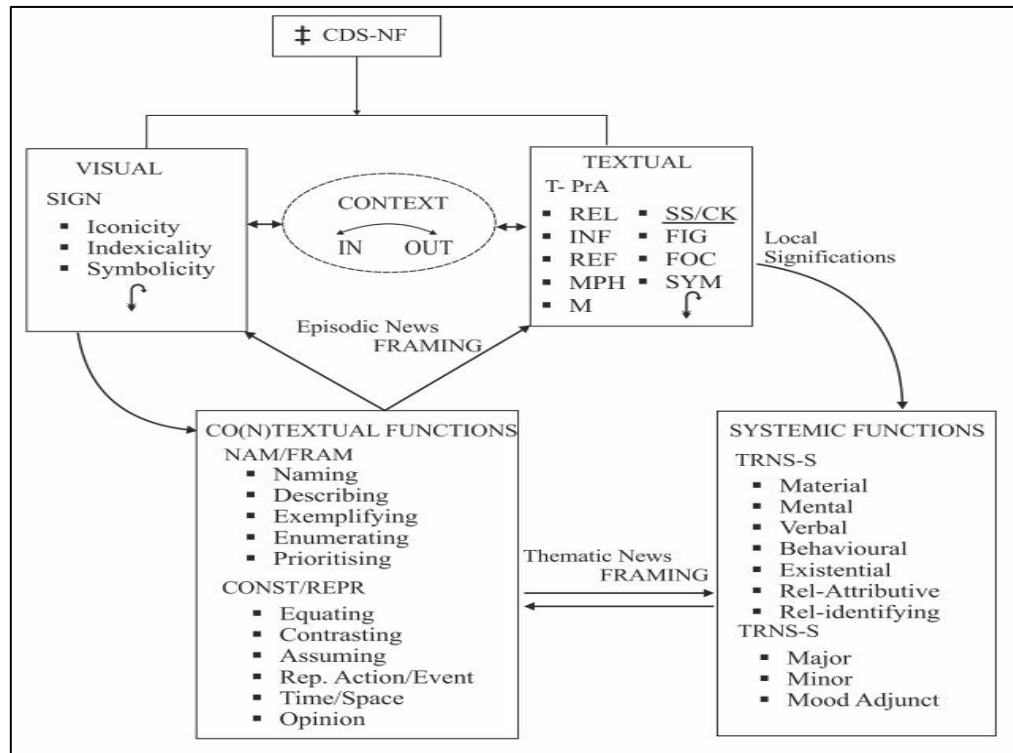 ‡ CDS-NF
VISUAL
SIGN
▪ Iconicity
▪ Indexicality
▪ Symbolicity
CONTEXT
IN OUT
TEXTUAL
T- PrA
▪ REL ▪ SS/CK
▪ INF ▪ FIG
▪ REF ▪ FOC
▪ MPH ▪ SYM
▪ M
Local
Significations
Episodic News
FRAMING
CO(N)TEXTUAL FUNCTIONS
NAM/FRAM
▪ Naming
▪ Describing
▪ Exemplifying
▪ Enumerating
▪ Prioritising
CONST/REPR
▪ Equating
▪ Contrasting
▪ Assuming
▪ Rep. Action/Event
▪ Time/Space
▪ Opinion
Thematic News
FRAMING
SYSTEMIC FUNCTIONS
TRNS-S
▪ Material
▪ Mental
▪ Verbal
▪ Behavioural
▪ Existential
▪ Rel-Attributive
▪ Rel-identifying
TRNS-S
▪ Major
▪ Minor
▪ Mood Adjunct